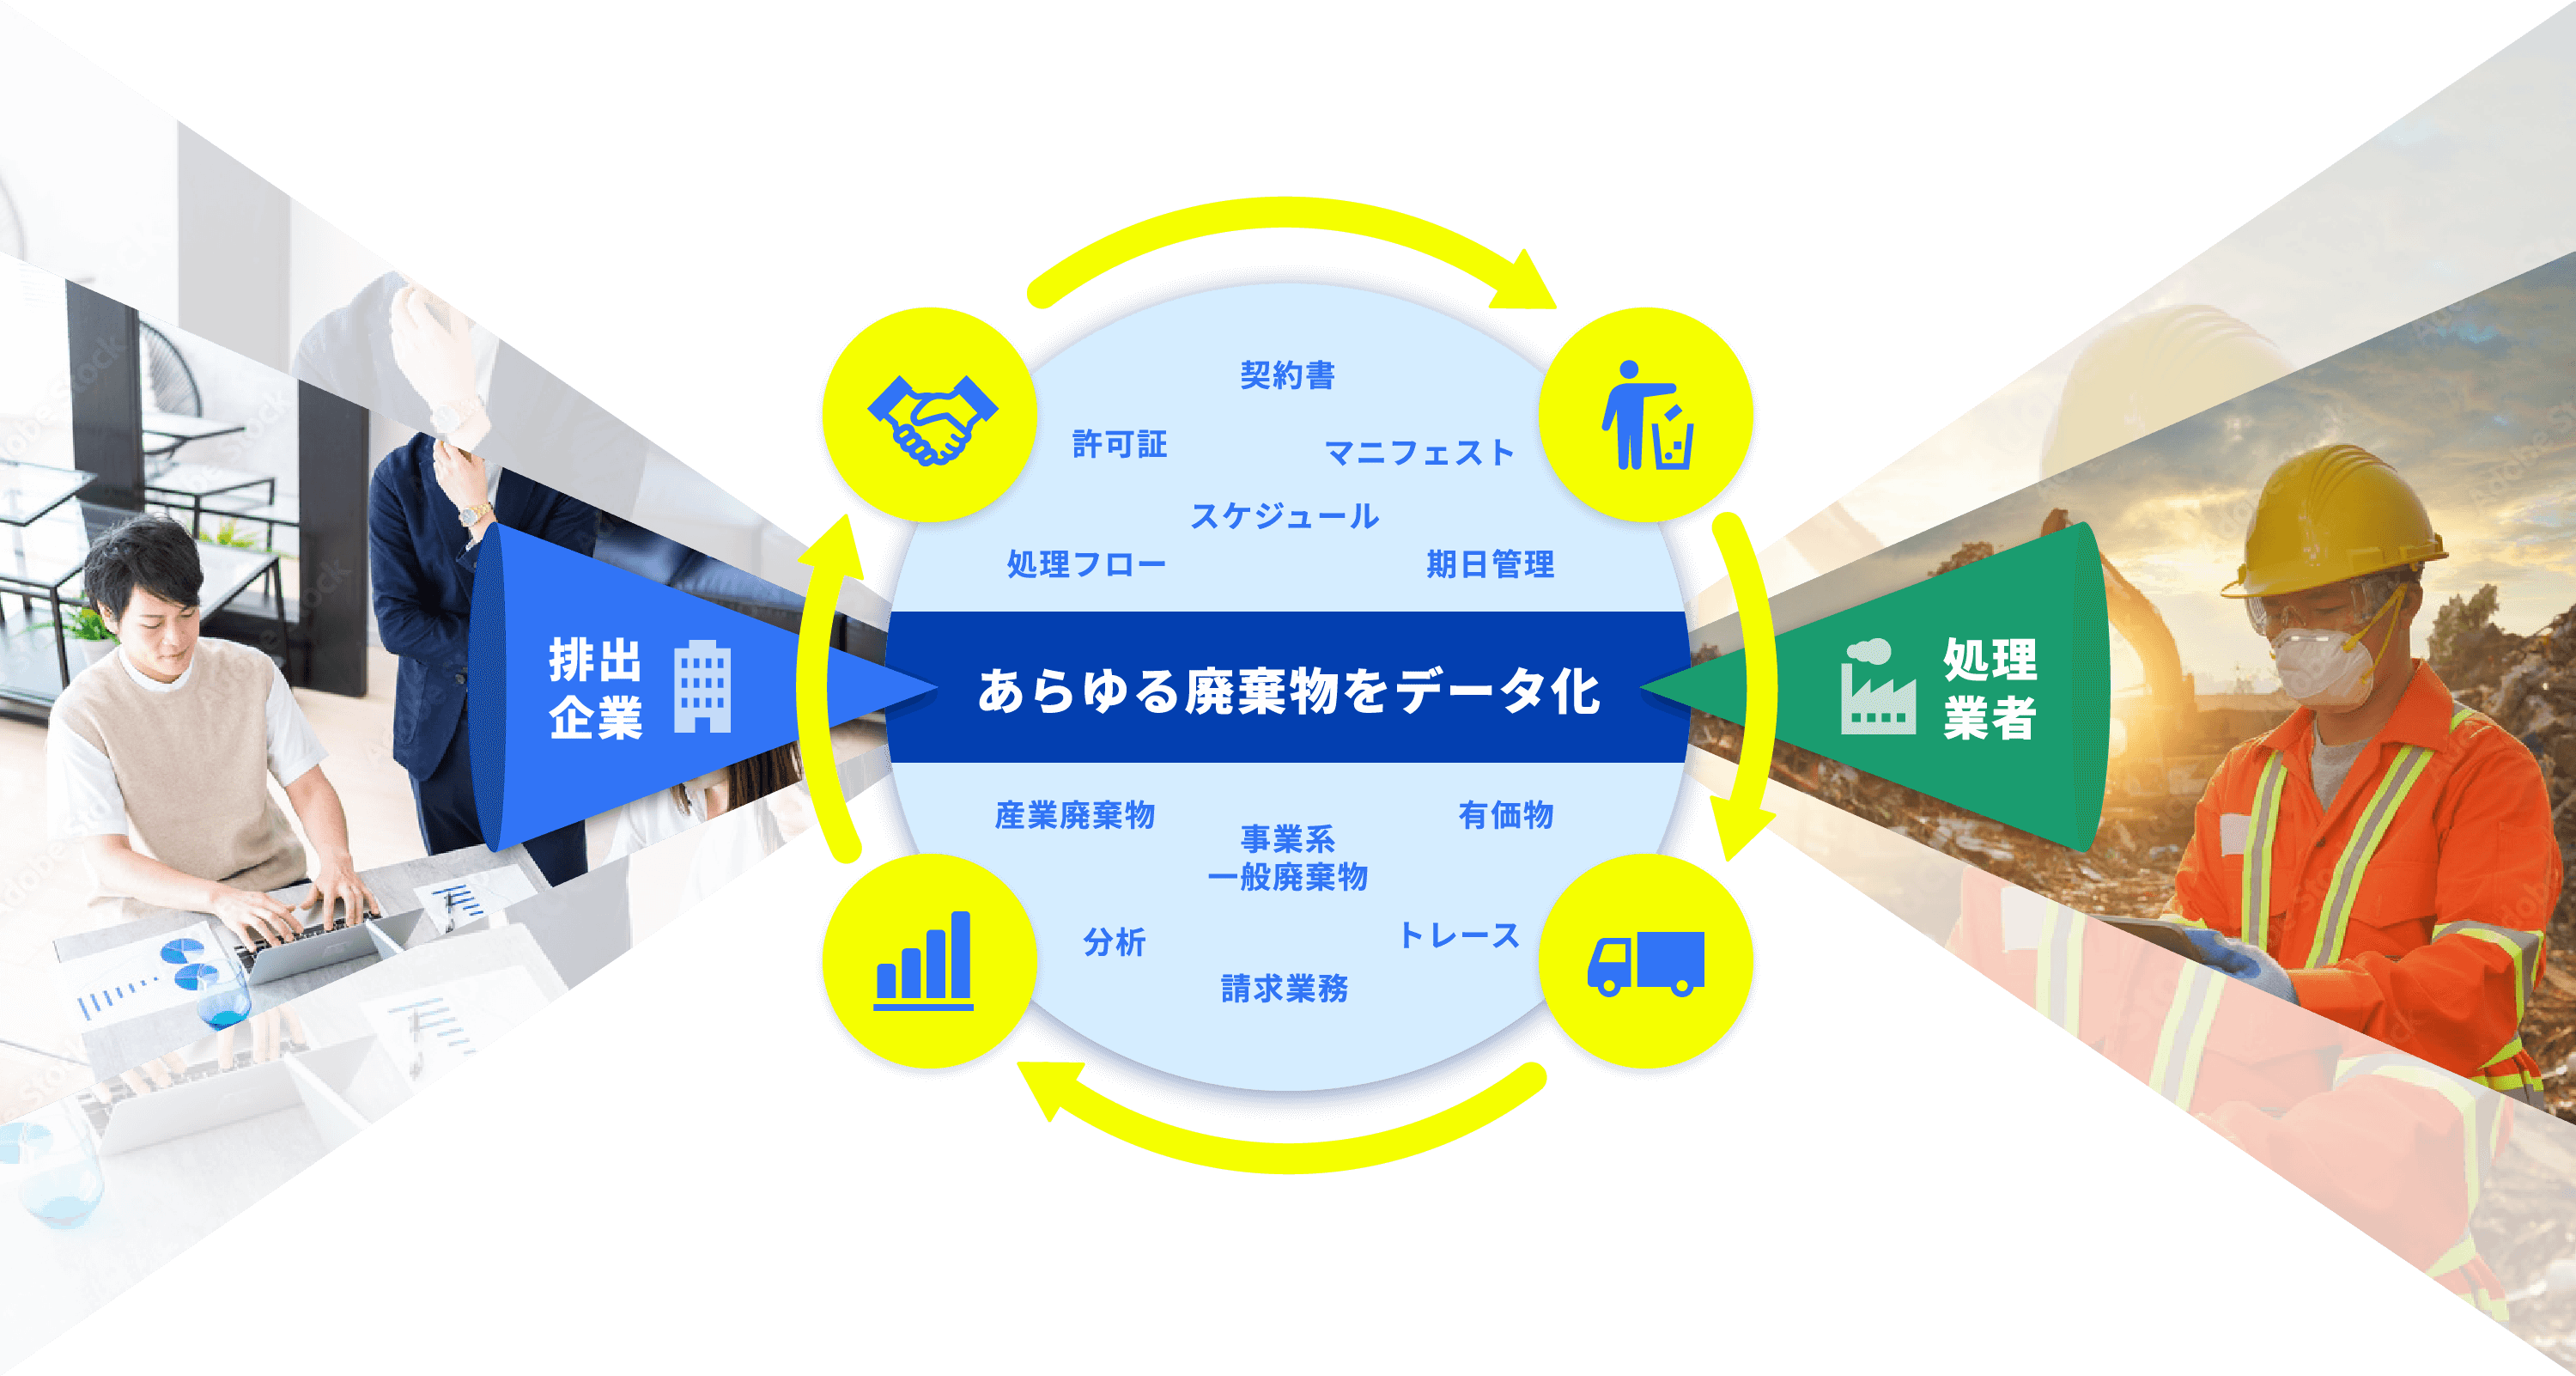 契約書
許可証
マニフェスト
スケジュール
処理フロー
期日管理
排出
企業
あらゆる廃棄物をデータ化
処理
業者
産業廃棄物
事業系
一般廃棄物
有価物
分析
トレース
請求業務
Adobe Stock